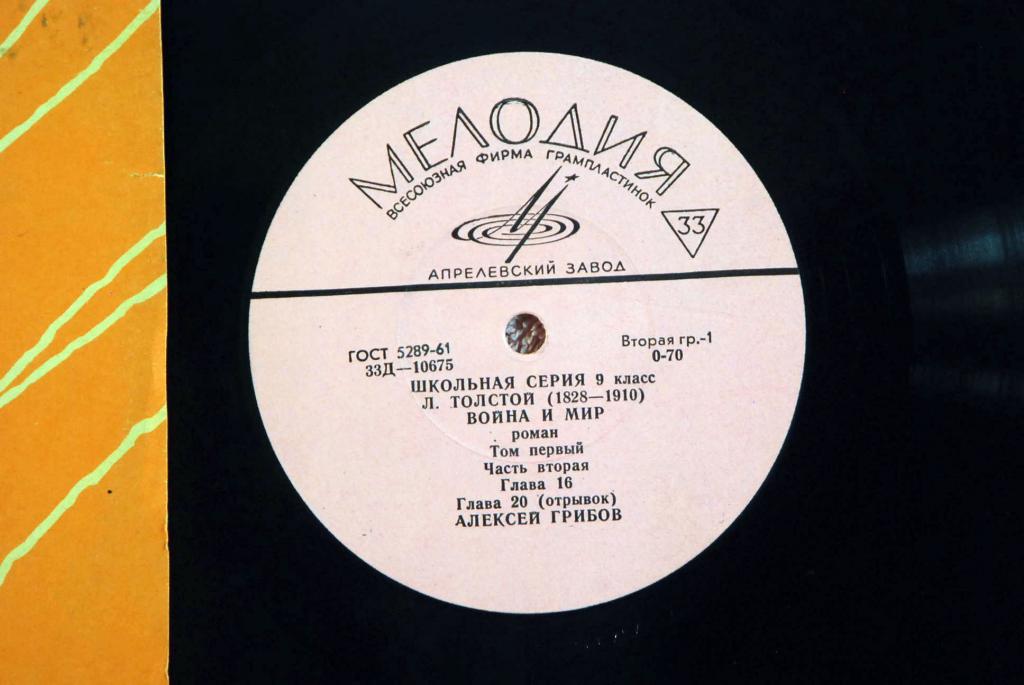 МЕЛОДИЯ
ВСЕСОЮЗНАЯ ФИРМА ГРАМПЛАСТИНОК
33
АПРЕЛЕВСКИЙ ЗАВОД
ГОСТ 5289-61
33Д—10675
Вторая гр.-1
0-70
ШКОЛЬНАЯ СЕРИЯ 9 класс
Л. ТОЛСТОЙ (1828—1910)
ВОЙНА И МИР
роман
Том первый
Часть вторая
Глава 16
Глава 20 (отрывок)
АЛЕКСЕЙ ГРИБОВ